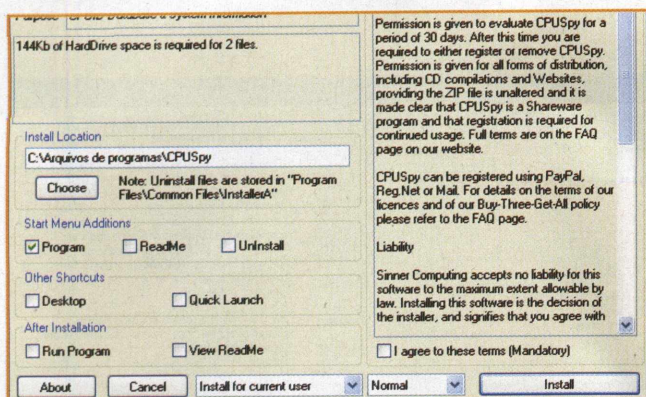 Purpose CPUID Database & System Information
144Kb of HardDrive space is required for 2 files.
Install Location
C:\Arquivos de programas\CPUSpy
Choose
Note: Uninstall files are stored in "Program
Files\Common Files\InstallerA"
Start Menu Additions
Program
ReadMe
UnInstall
Other Shortcuts
Desktop
Quick Launch
After Installation
Run Program
View ReadMe
About
Cancel
Install for current user
Permission is given to evaluate CPUSpy for a
period of 30 days. After this time you are
required to either register or remove CPUSpy.
Permission is given for all forms of distribution,
including CD compilations and Websites,
providing the ZIP file is unaltered and it is
made clear that CPUSpy is a Shareware
program and that registration is required for
continued usage. Full terms are on the FAQ
page on our website.
CPUSpy can be registered using PayPal,
Reg.Net or Mail. For details on the terms of our
licences and of our Buy-Three-Get-All policy
please refer to the FAQ page.
Liability
Sinner Computing accepts no liability for this
software to the maximum extent allowable by
law. Installing this software is the decision of
the installer, and signifies that you agree with
I agree to these terms (Mandatory)
Normal
Install